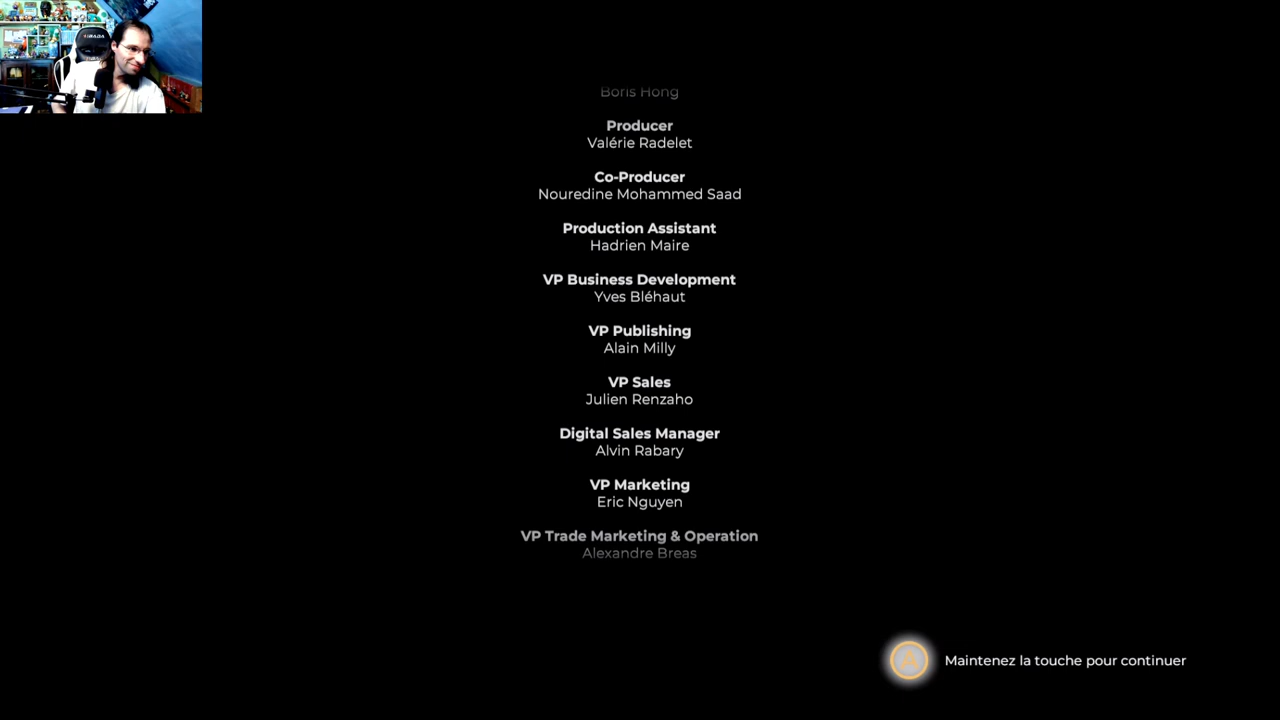 Boris Hong
Producer
Valérie Radelet
Co-Producer
Nouredine Mohammed Saad
Production Assistant
Hadrien Maire
VP Business Development
Yves Bléhaut
VP Publishing
Alain Milly
VP Sales
Julien Renzaho
Digital Sales Manager
Alvin Rabary
VP Marketing
Eric Nguyen
VP Trade Marketing & Operation
Alexandre Breas
A Maintenez la touche pour continuer